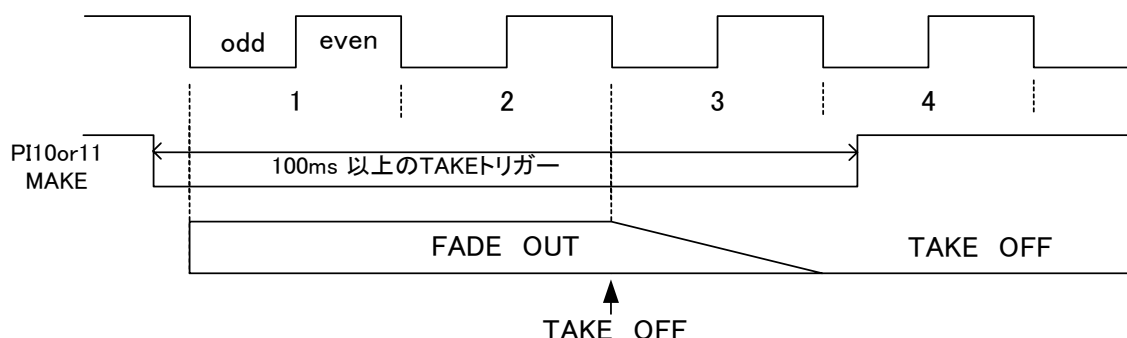 odd even
1 2 3 4
PI10or11
MAKE
100ms 以上のTAKEトリガー
FADE OUT TAKE OFF
TAKE OFF